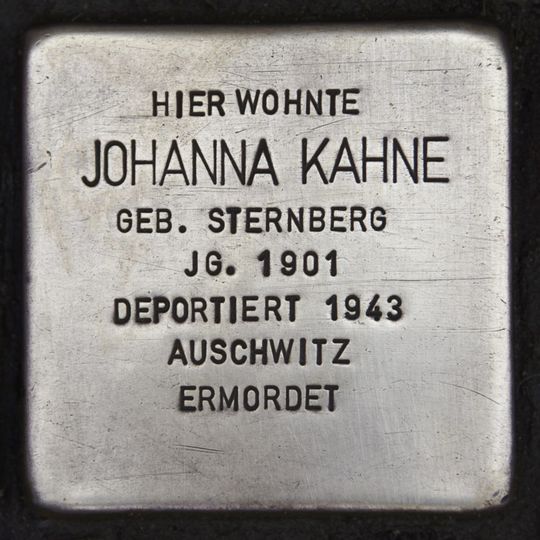 HIER WOHNTE
JOHANNA KAHNE
GEB. STERNBERG
JG. 1901
DEPORTIERT 1943
AUSCHWITZ
ERMORDET